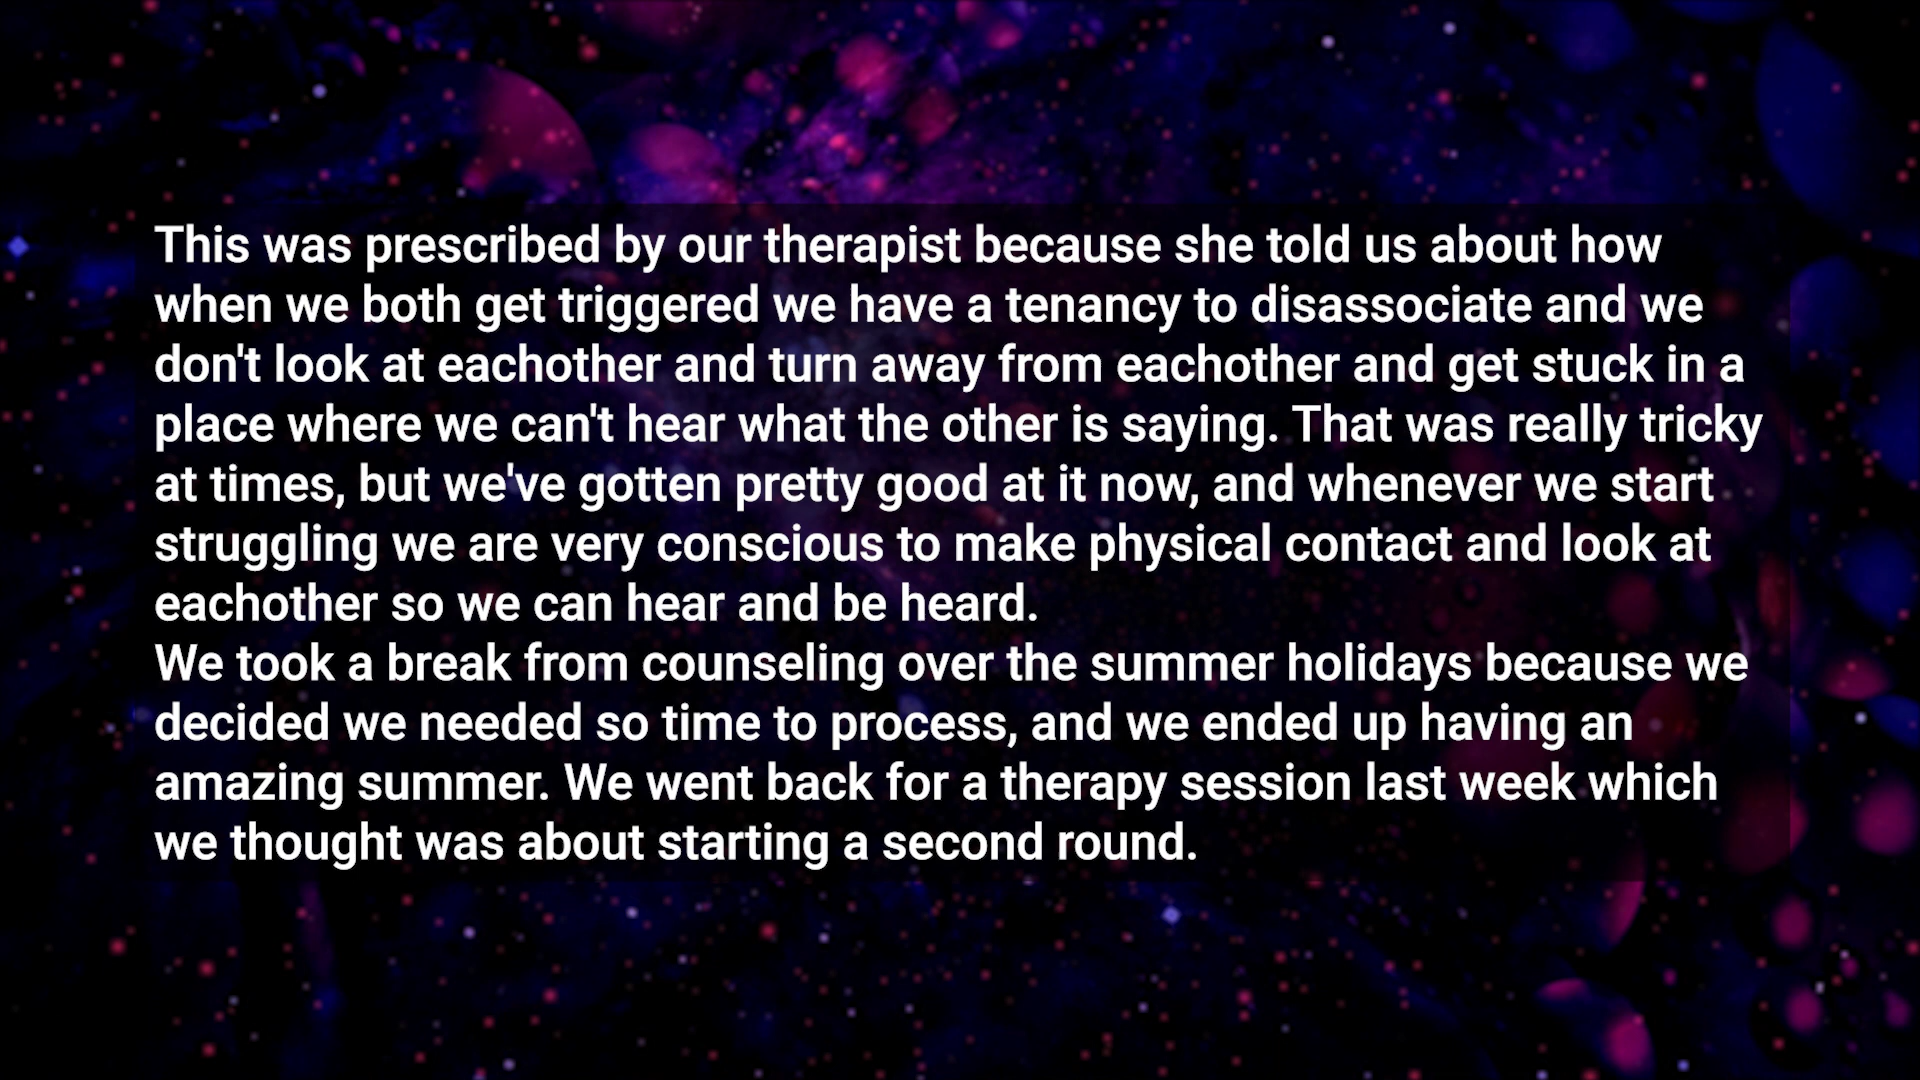 This was prescribed by our therapist because she told us about how
when we both get triggered we have a tenancy to disassociate and we
don't look at eachother and turn away from eachother and get stuck in a
place where we can't hear what the other is saying. That was really tricky
at times, but we've gotten pretty good at it now, and whenever we start
struggling we are very conscious to make physical contact and look at
eachother so we can hear and be heard.
We took a break from counseling over the summer holidays because we
decided we needed so time to process, and we ended up having an
amazing summer. We went back for a therapy session last week which
we thought was about starting a second round.